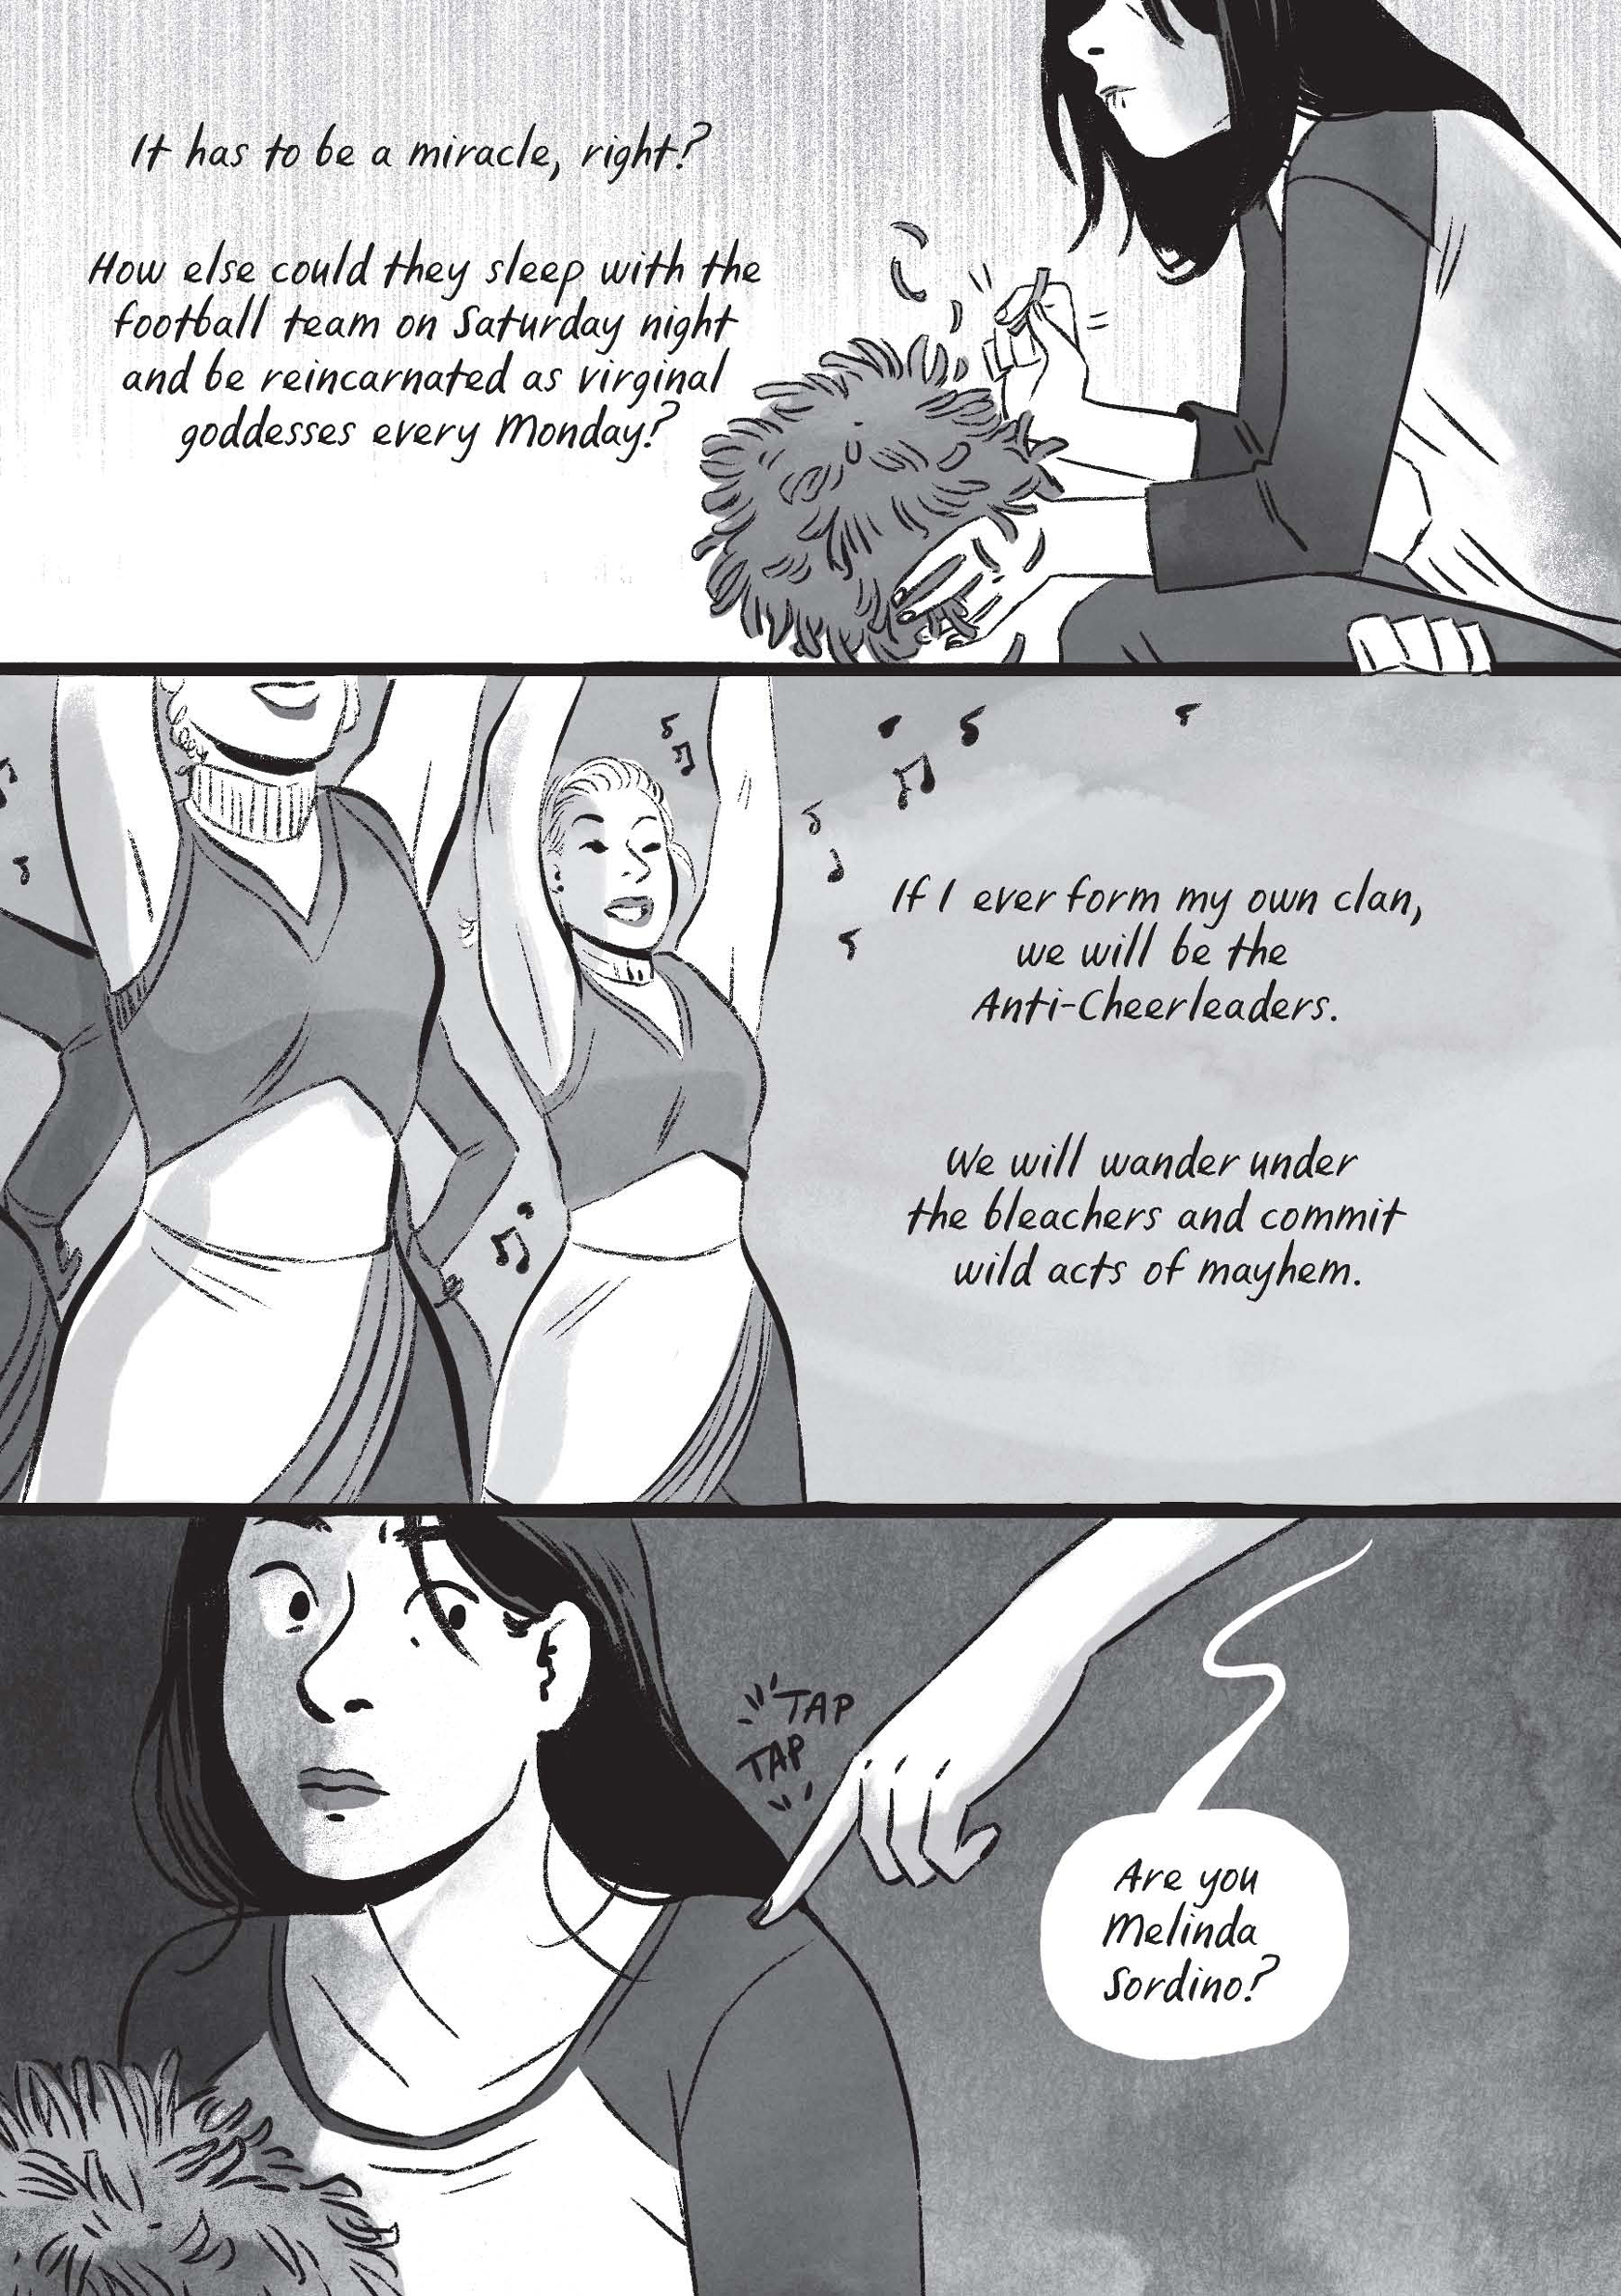 It has to be a miracle, right?
How else could they sleep with the
football team on Saturday night
and be reincarnated as virginal
goddesses every Monday?
If I ever form my own clan,
we will be the
Anti-Cheerleaders.
We will wander under
the bleachers and commit
wild acts of mayhem.
TAP
TAP
Are you
Melinda
Sordino?